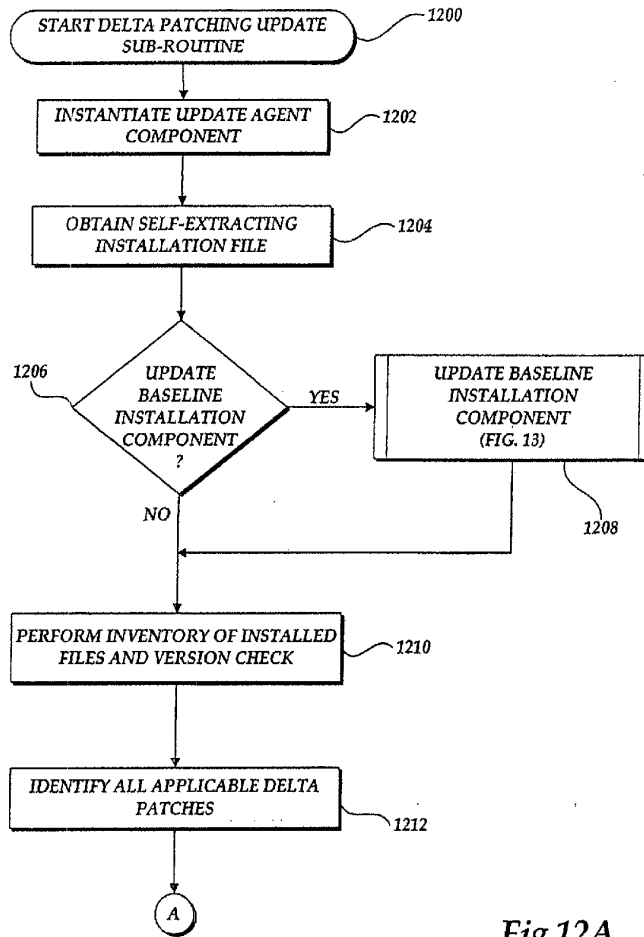 START DELTA PATCHING UPDATE
SUB-ROUTINE
1200
INSTANTIATE UPDATE AGENT
COMPONENT
1202
OBTAIN SELF-EXTRACTING
INSTALLATION FILE
1204
1206
UPDATE
BASELINE
INSTALLATION
COMPONENT
?
YES
UPDATE BASELINE
INSTALLATION
COMPONENT
(FIG. 13)
1208
NO
PERFORM INVENTORY OF INSTALLED
FILES AND VERSION CHECK
1210
IDENTIFY ALL APPLICABLE DELTA
PATCHES
1212
A
Fig.12A.